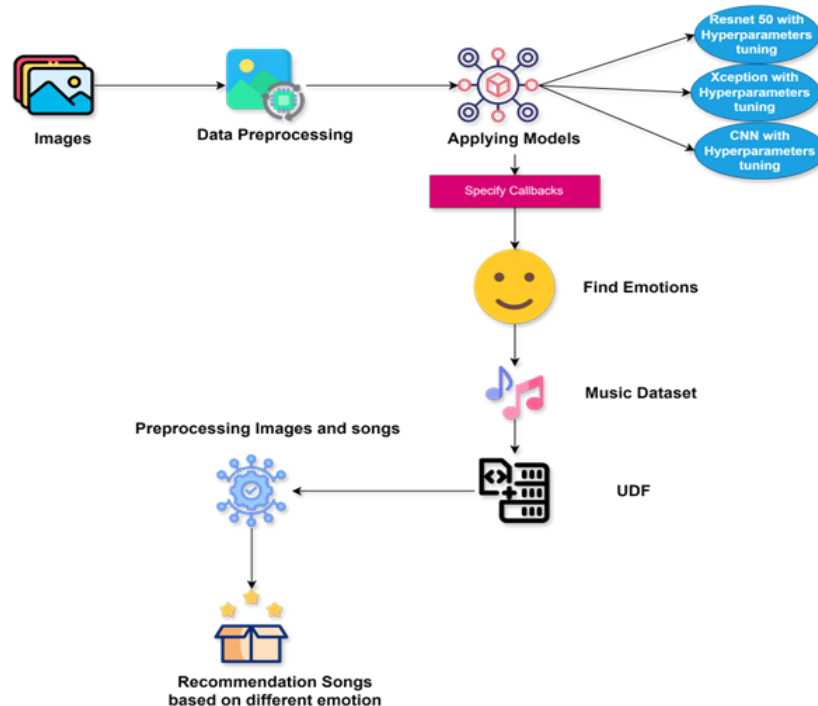 Resnet 50 with
Hyperparameters
tuning
Xception with
Hyperparameters
tuning
CNN with
Hyperparameters
tuning
Images
Data Preprocessing
Applying Models
Specify Callbacks
Find Emotions
Music Dataset
Preprocessing Images and songs
UDF
Recommendation Songs
based on different emotion